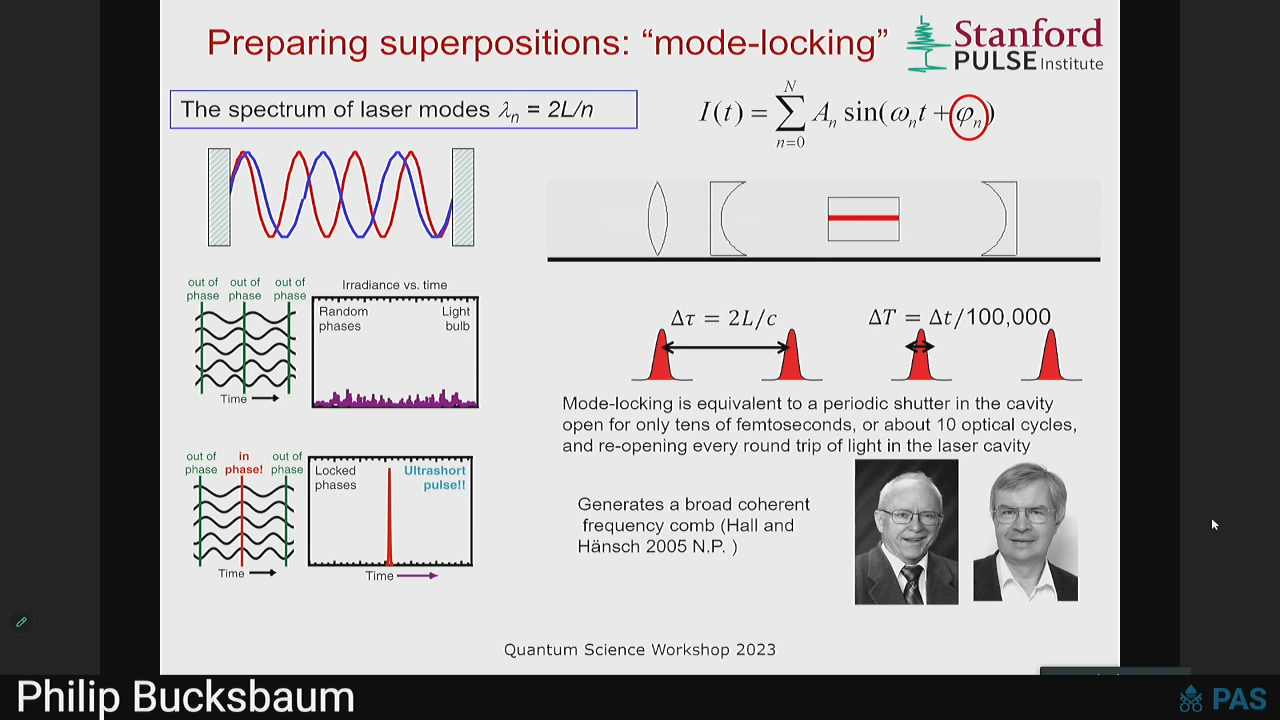 Preparing superpositions: “mode-locking”
Stanford
PULSE Institute
The spectrum of laser modes λn = 2L/n
I(t) = ∑ An sin(ωnt + φn)
N
n=0
out of phase
out of phase
out of phase
Irradiance vs. time
Random phases
Light bulb
Time
Δτ = 2L/c
ΔT = Δt/100,000
Mode-locking is equivalent to a periodic shutter in the cavity
open for only tens of femtoseconds, or about 10 optical cycles,
and re-opening every round trip of light in the laser cavity
out of phase
in phase!
out of phase
Locked phases
Ultrashort pulse!!
Time
Time
Generates a broad coherent
frequency comb (Hall and
Hänsch 2005 N.P. )
Quantum Science Workshop 2023
Philip Bucksbaum
PAS